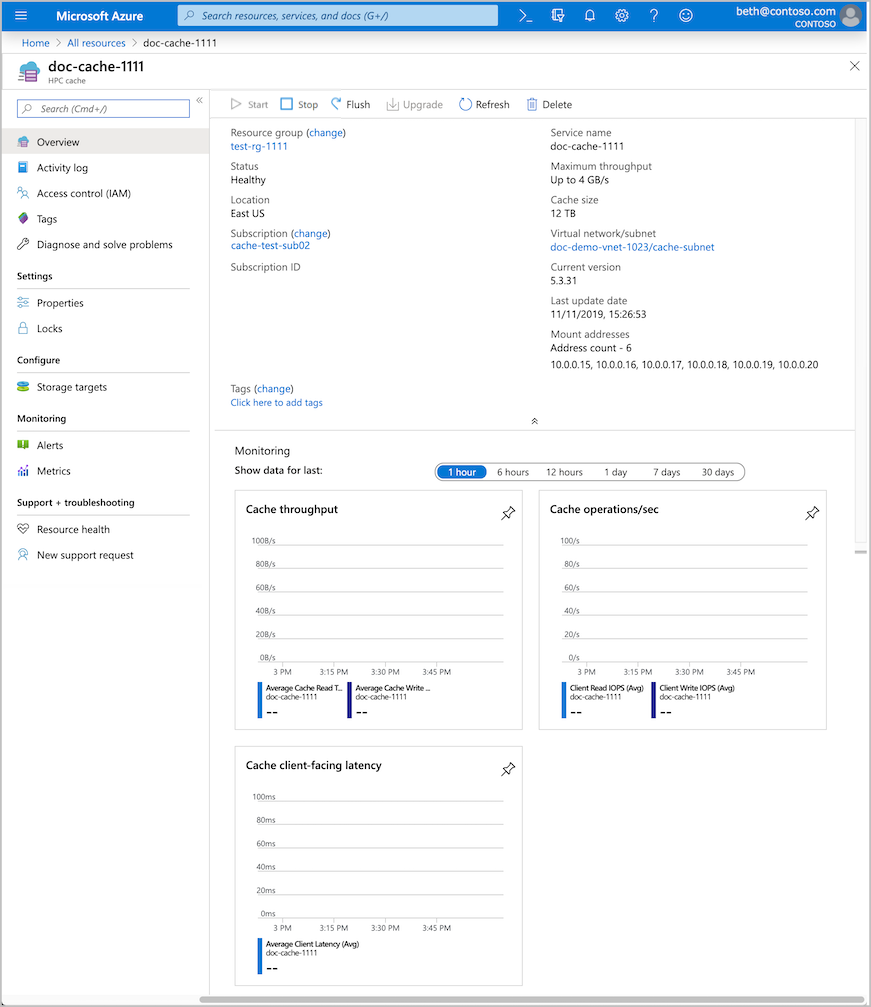 Microsoft Azure
Search resources, services, and docs (G+/)
beth@contoso.com
CONTOSO
Home > All resources > doc-cache-1111
doc-cache-1111
HPC cache
Search (Cmd+/)
Overview
Activity log
Access control (IAM)
Tags
Diagnose and solve problems
Settings
Properties
Locks
Configure
Storage targets
Monitoring
Alerts
Metrics
Support + troubleshooting
Resource health
New support request
Start Stop Flush Upgrade Refresh Delete
Resource group (change)
test-rg-1111
Status
Healthy
Location
East US
Subscription (change)
cache-test-sub02
Subscription ID
Service name
doc-cache-1111
Maximum throughput
Up to 4 GB/s
Cache size
12 TB
Virtual network/subnet
doc-demo-vnet-1023/cache-subnet
Current version
5.3.31
Last update date
11/11/2019, 15:26:53
Mount addresses
Address count - 6
10.0.0.15, 10.0.0.16, 10.0.0.17, 10.0.0.18, 10.0.0.19, 10.0.0.20
Tags (change)
Click here to add tags
Monitoring
Show data for last:
1 hour 6 hours 12 hours 1 day 7 days 30 days
Cache throughput
100B/s
80B/s
60B/s
40B/s
20B/s
0B/s
3 PM 3:15 PM 3:30 PM 3:45 PM
Average Cache Read T...
doc-cache-1111
--
Average Cache Write ...
doc-cache-1111
--
Cache operations/sec
100/s
80/s
60/s
40/s
20/s
0/s
3 PM 3:15 PM 3:30 PM 3:45 PM
Client Read IOPS (Avg)
doc-cache-1111
--
Client Write IOPS (Avg)
doc-cache-1111
--
Cache client-facing latency
100ms
80ms
60ms
40ms
20ms
0ms
3 PM 3:15 PM 3:30 PM 3:45 PM
Average Client Latency (Avg)
doc-cache-1111
--